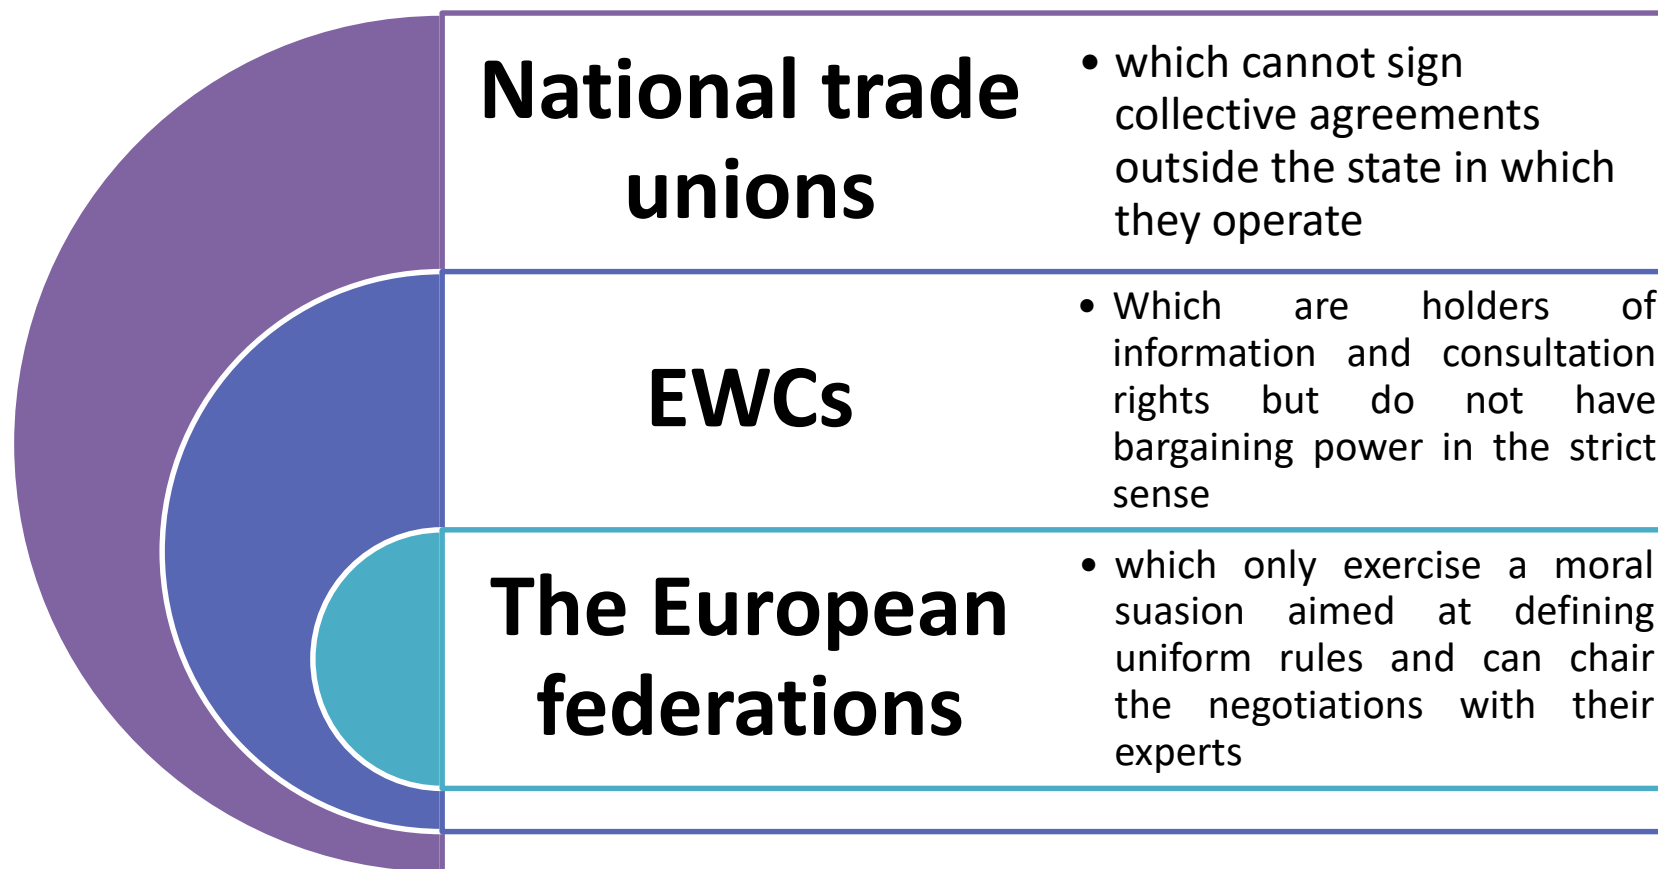 National trade
unions
• which cannot sign
collective agreements
outside the state in which
they operate
EWCs
• Which are holders of
information and consultation
rights but do not have
bargaining power in the strict
sense
The European
federations
• which only exercise a moral
suasion aimed at defining
uniform rules and can chair
the negotiations with their
experts